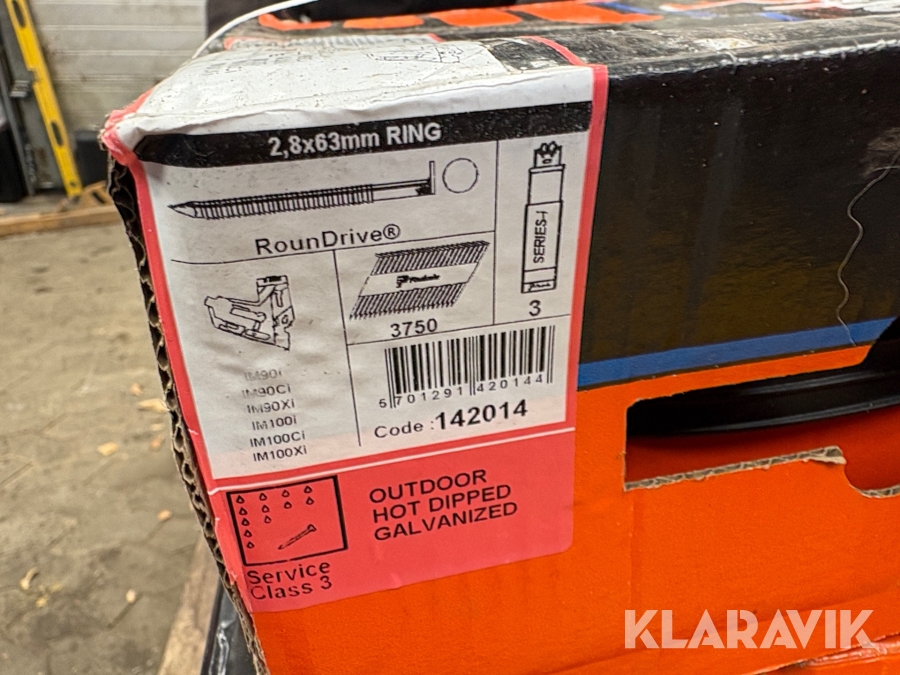 2,8x63mm RING
RounDrive®
SERIES-i
3
3750
IM90i
IM90Ci
IM90Xi
IM100i
IM100Ci
IM100Xi
5 701291 420144
Code :142014
OUTDOOR
HOT DIPPED
GALVANIZED
Service
Class 3
KLARAVIK